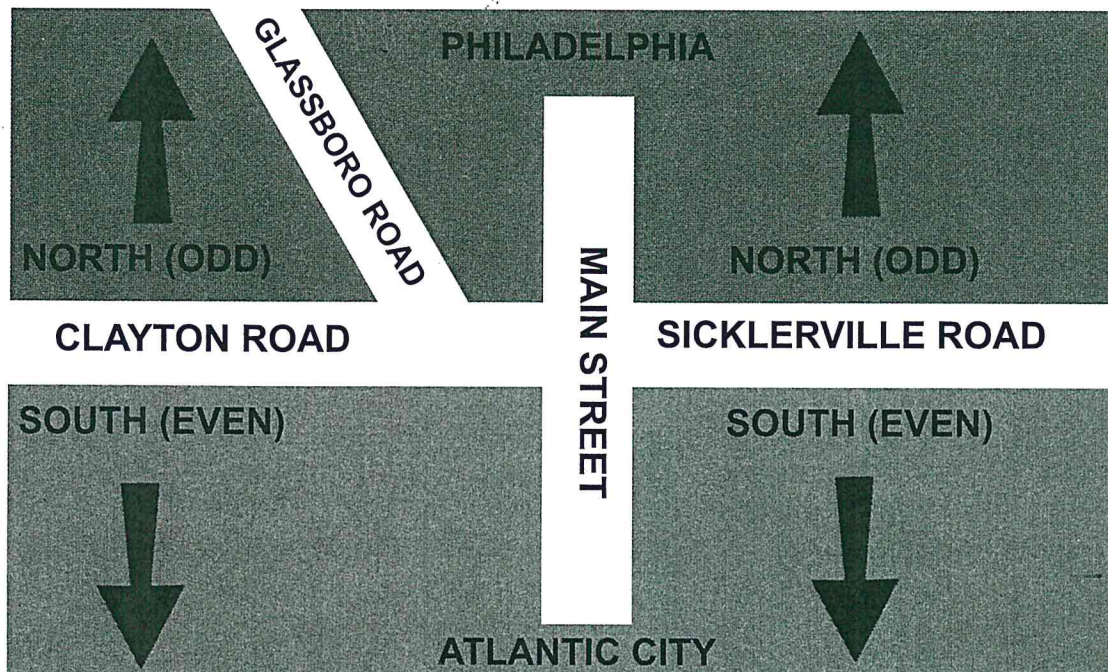 PHILADELPHIA
GLASSBORO ROAD
NORTH (ODD)
NORTH (ODD)
MAIN STREET
CLAYTON ROAD
SICKLERVILLE ROAD
SOUTH (EVEN)
SOUTH (EVEN)
ATLANTIC CITY